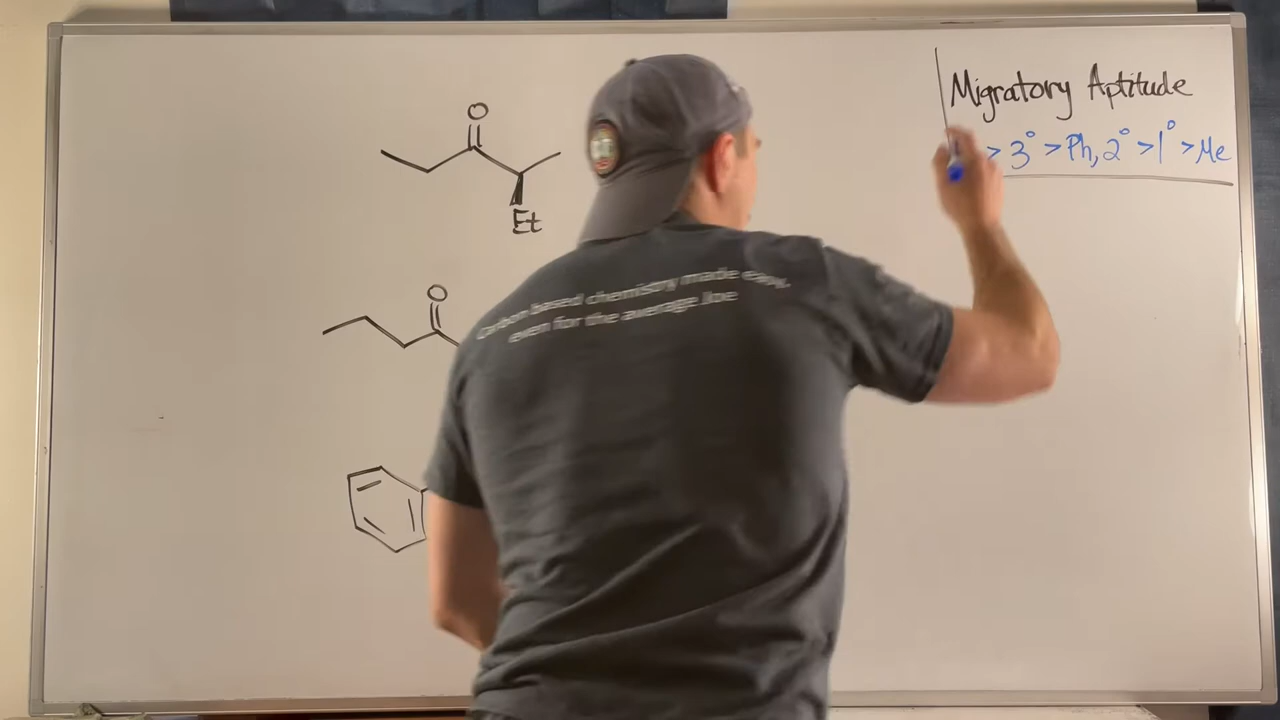 Migratory Aptitude
> 3° > Ph, 2° > 1° > Me
O
Et
Carbon based chemistry made easy,
even for the average Joe
O